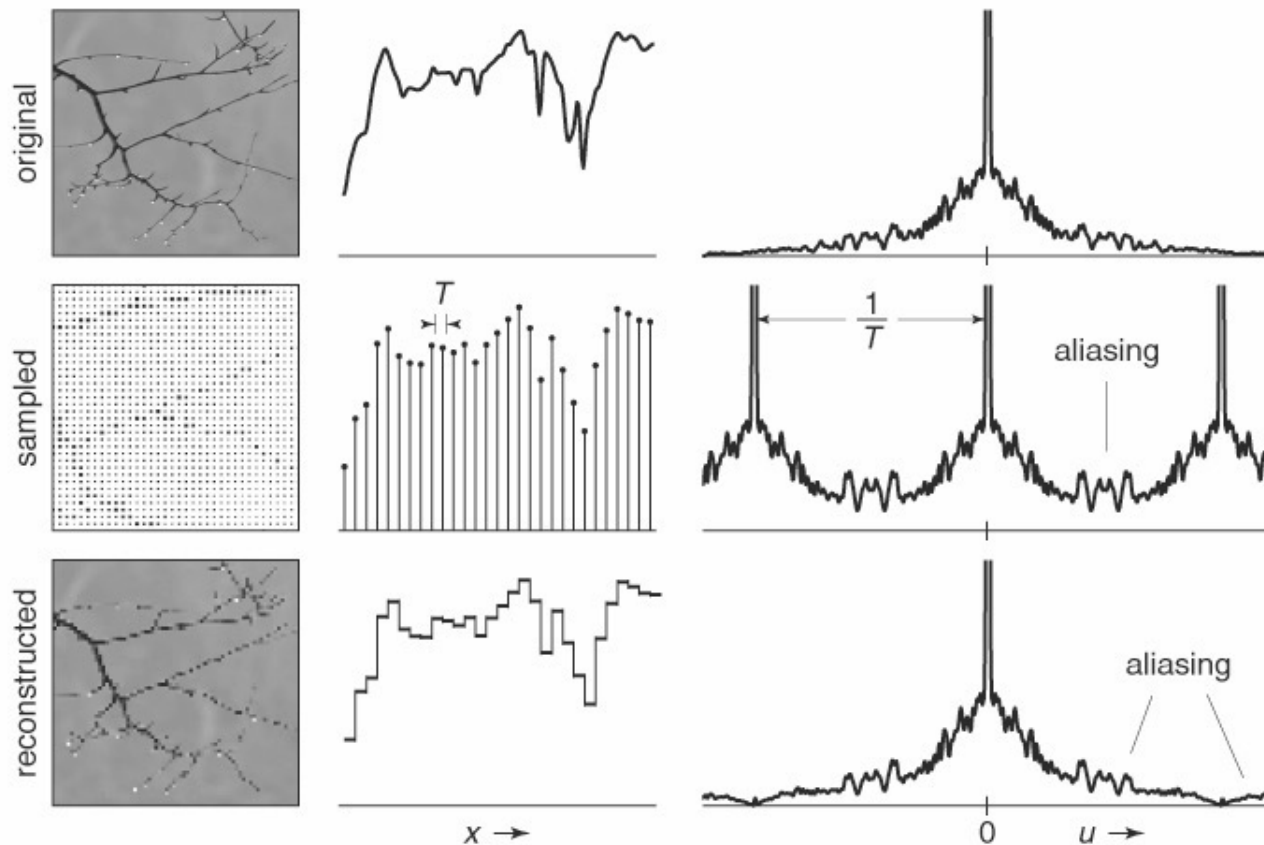 original
sampled
T
1
T
aliasing
reconstructed
aliasing
x →
0
u →